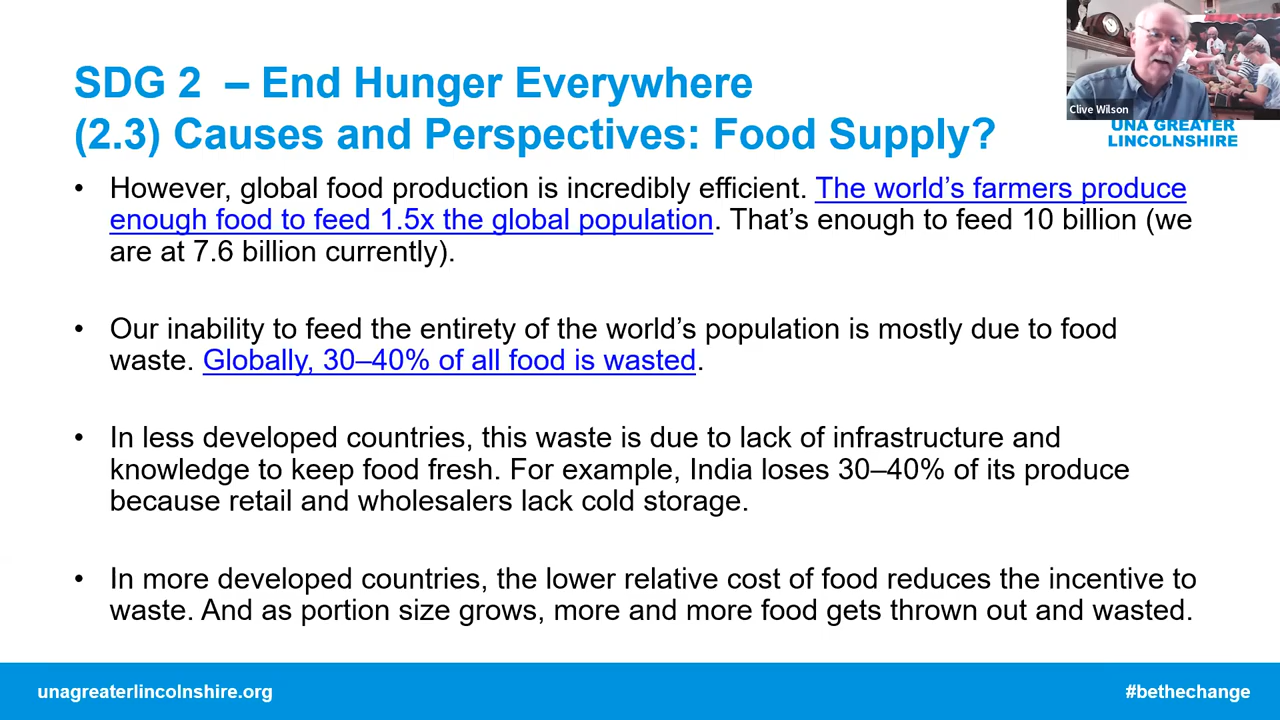 SDG 2 – End Hunger Everywhere
(2.3) Causes and Perspectives: Food Supply?
Clive Wilson
UNA GREATER
LINCOLNSHIRE
• However, global food production is incredibly efficient. The world's farmers produce
enough food to feed 1.5x the global population. That's enough to feed 10 billion (we
are at 7.6 billion currently).
• Our inability to feed the entirety of the world's population is mostly due to food
waste. Globally, 30–40% of all food is wasted.
• In less developed countries, this waste is due to lack of infrastructure and
knowledge to keep food fresh. For example, India loses 30–40% of its produce
because retail and wholesalers lack cold storage.
• In more developed countries, the lower relative cost of food reduces the incentive to
waste. And as portion size grows, more and more food gets thrown out and wasted.
unagreaterlincolnshire.org
#bethechange